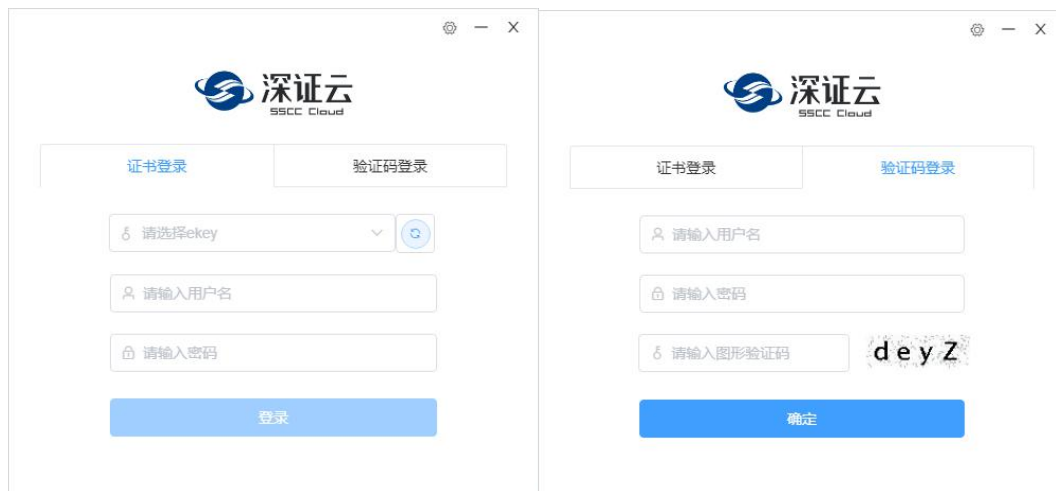 深证云
SSCC Cloud
证书登录
验证码登录
请选择ekey
请输入用户名
请输入密码
登录
深证云
SSCC Cloud
证书登录
验证码登录
请输入用户名
请输入密码
请输入图形验证码
deyZ
确定